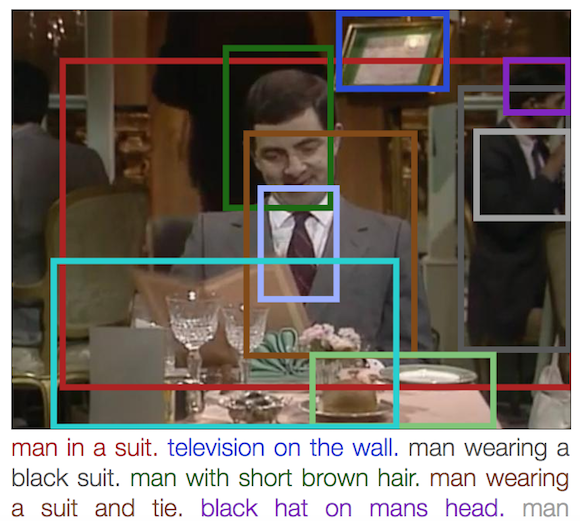 man in a suit. television on the wall. man wearing a
black suit. man with short brown hair. man wearing
a suit and tie. black hat on mans head. man